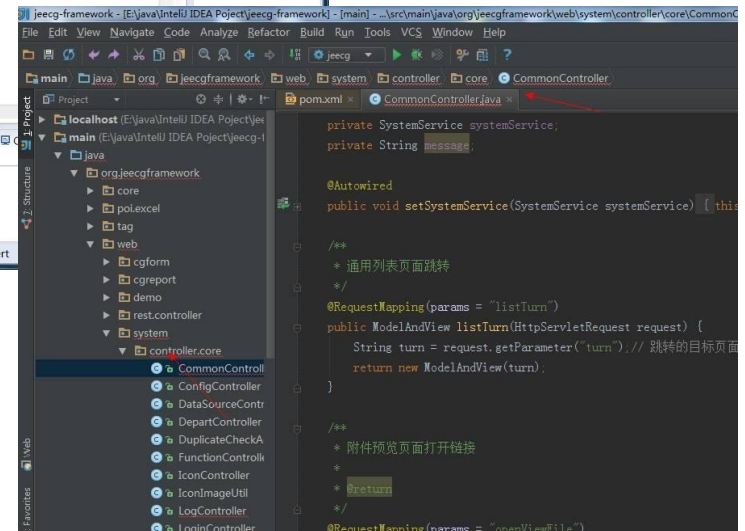 jeecg-framework - [E:\java\InteliJ IDEA Poject\jeecg-framework] - [main] - ...\src\main\java\org\jeecgframework\web\system\controller\core\CommonC
File Edit View Navigate Code Analyze Refactor Build Run Tools VCS Window Help
jeecg
main java org jeecgframework web system controller core CommonController
Project
pom.xml CommonController.java
1: Project
localhost (E:\java\InteliJ IDEA Poject\jee
main (E:\java\InteliJ IDEA Poject\jeecg-f
java
org.jeecgframework
core
poi.excel
tag
web
cgform
cgreport
demo
rest.controller
system
controller.core
CommonControll
ConfigController
DataSourceContr
DepartController
DuplicateCheckA
FunctionControlle
IconController
IconImageUtil
LogController
LoginController
7: Structure
Web
Favorites
ert
private SystemService systemService;
private String message;
@Autowired
public void setSystemService(SystemService systemService) { this
/**
* 通用列表页面跳转
*/
@RequestMapping(params = "listTurn")
public ModelAndView listTurn(HttpServletRequest request) {
String turn = request.getParameter("turn");// 跳转的目标页面
return new ModelAndView(turn);
}
/**
* 附件预览页面打开链接
*
* @return
*/
@RequestMapping(params = "openViewFile")